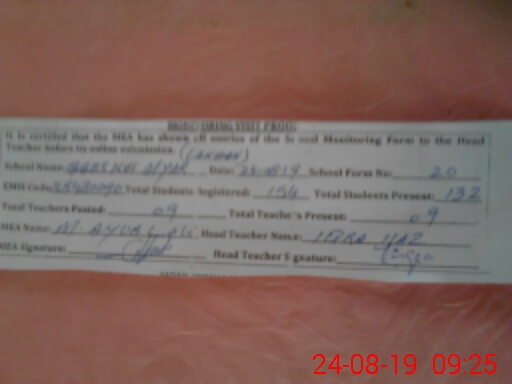 MONITORING VISIT PROOF
It is certified that the MEA has shown all entries of the School Monitoring Form to the Head
Teacher before its online submission.
School Name: Date: 24-08-19 School Form No: 20
EMIS Code: Total Students Registered: 154 Total Students Present: 132
Total Teachers Posted: 09 Total Teachers Present: 09
MEA Name: M. Head Teacher Name: IQRA
MEA Signature: Head Teacher Signature:
24-08-19 09:25